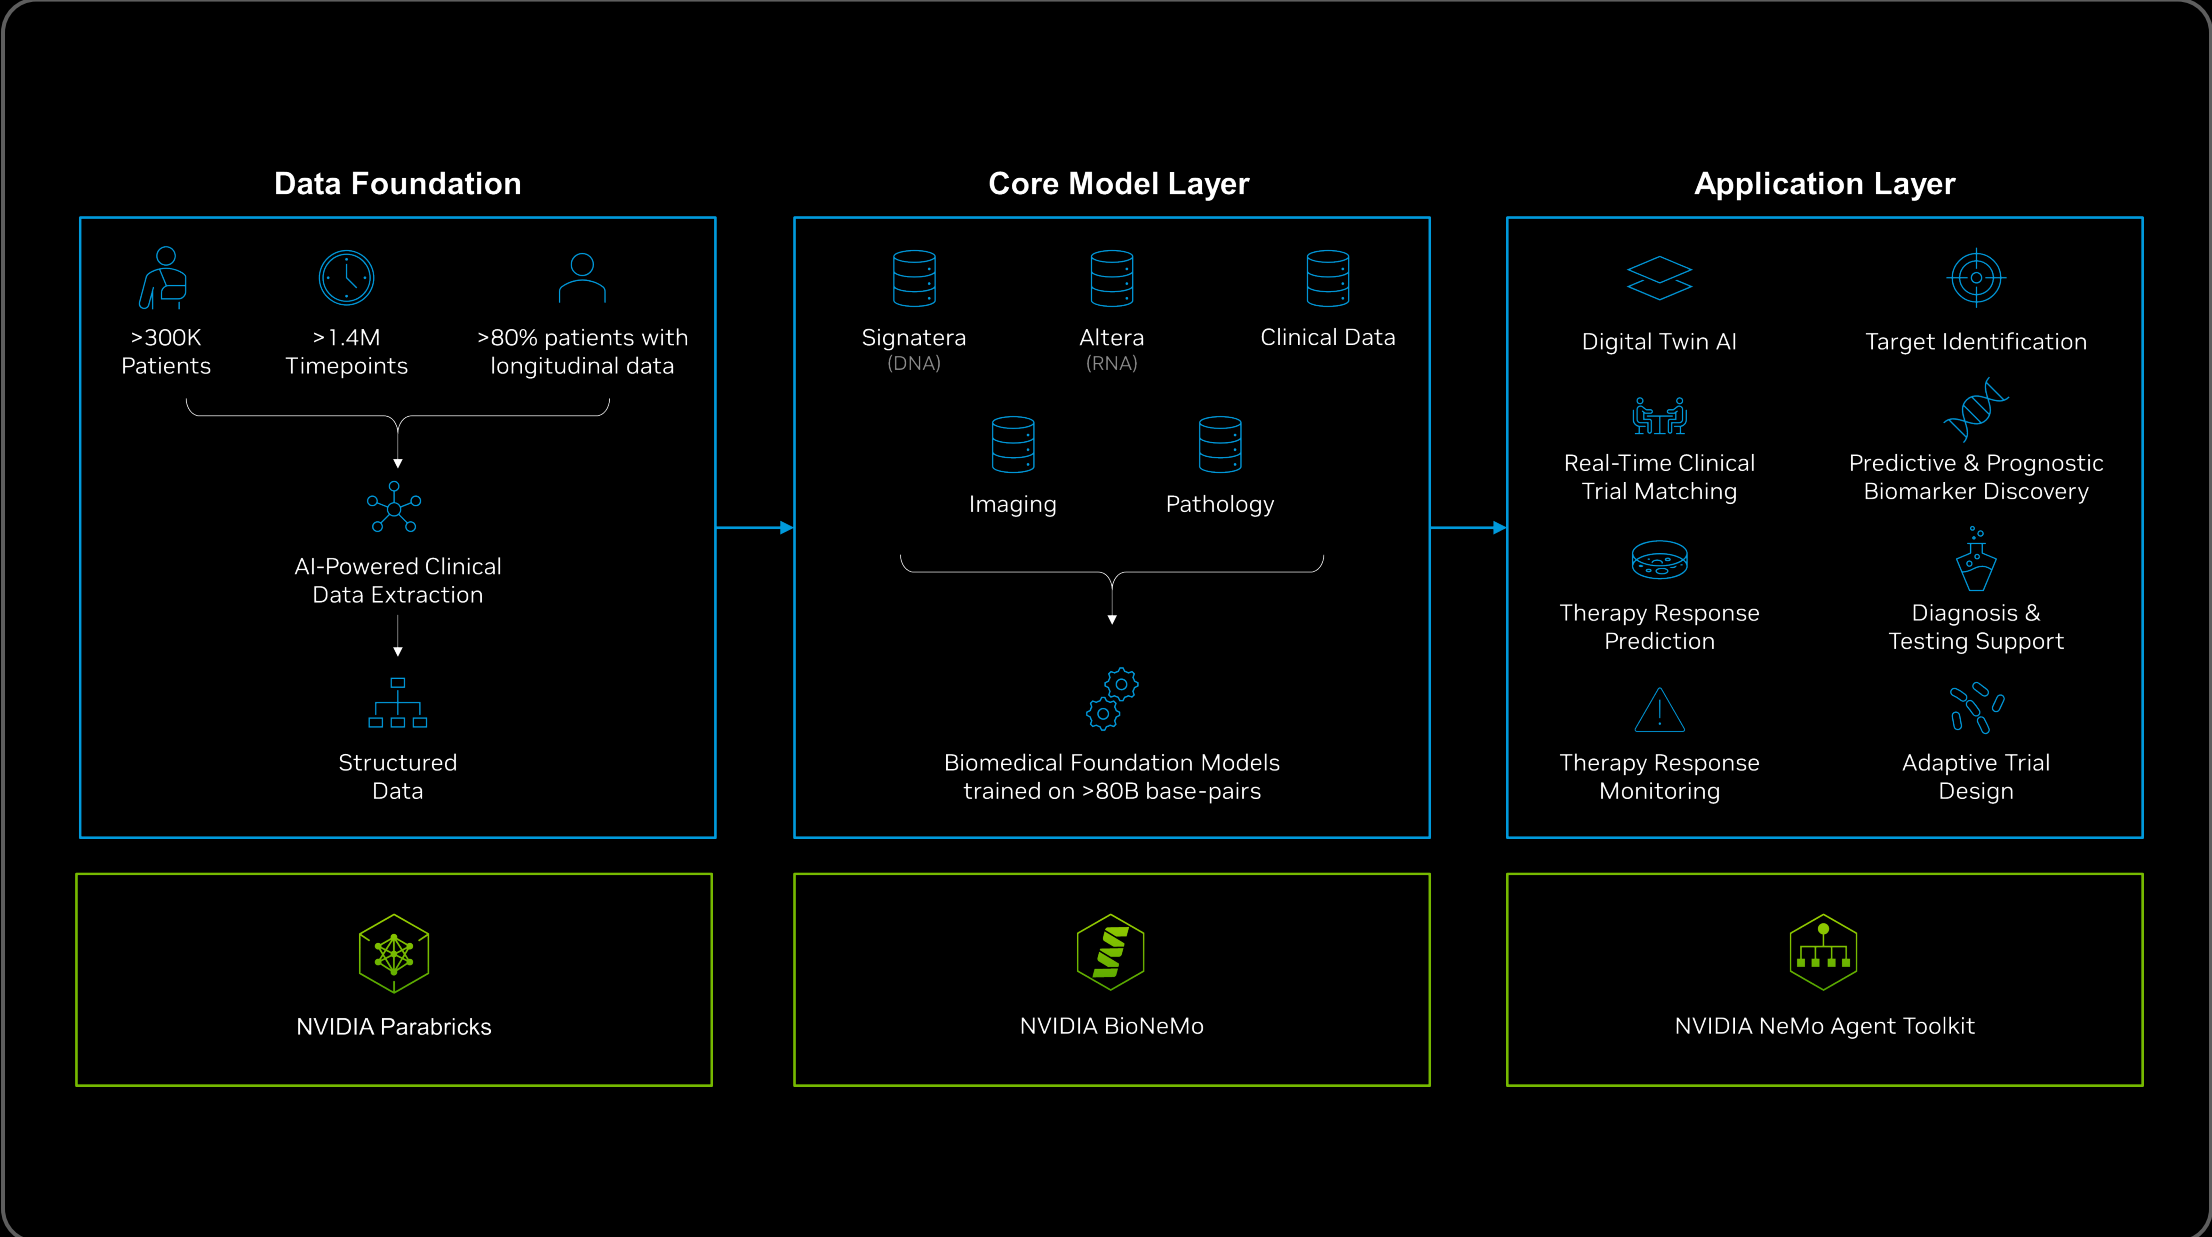 Data Foundation
>300K
Patients
>1.4M
Timepoints
>80% patients with
longitudinal data
AI-Powered Clinical
Data Extraction
Structured
Data
NVIDIA Parabricks
Core Model Layer
Signatera
(DNA)
Altera
(RNA)
Clinical Data
Imaging
Pathology
Biomedical Foundation Models
trained on >80B base-pairs
NVIDIA BioNeMo
Application Layer
Digital Twin AI
Target Identification
Real-Time Clinical
Trial Matching
Predictive & Prognostic
Biomarker Discovery
Therapy Response
Prediction
Diagnosis &
Testing Support
Therapy Response
Monitoring
Adaptive Trial
Design
NVIDIA NeMo Agent Toolkit